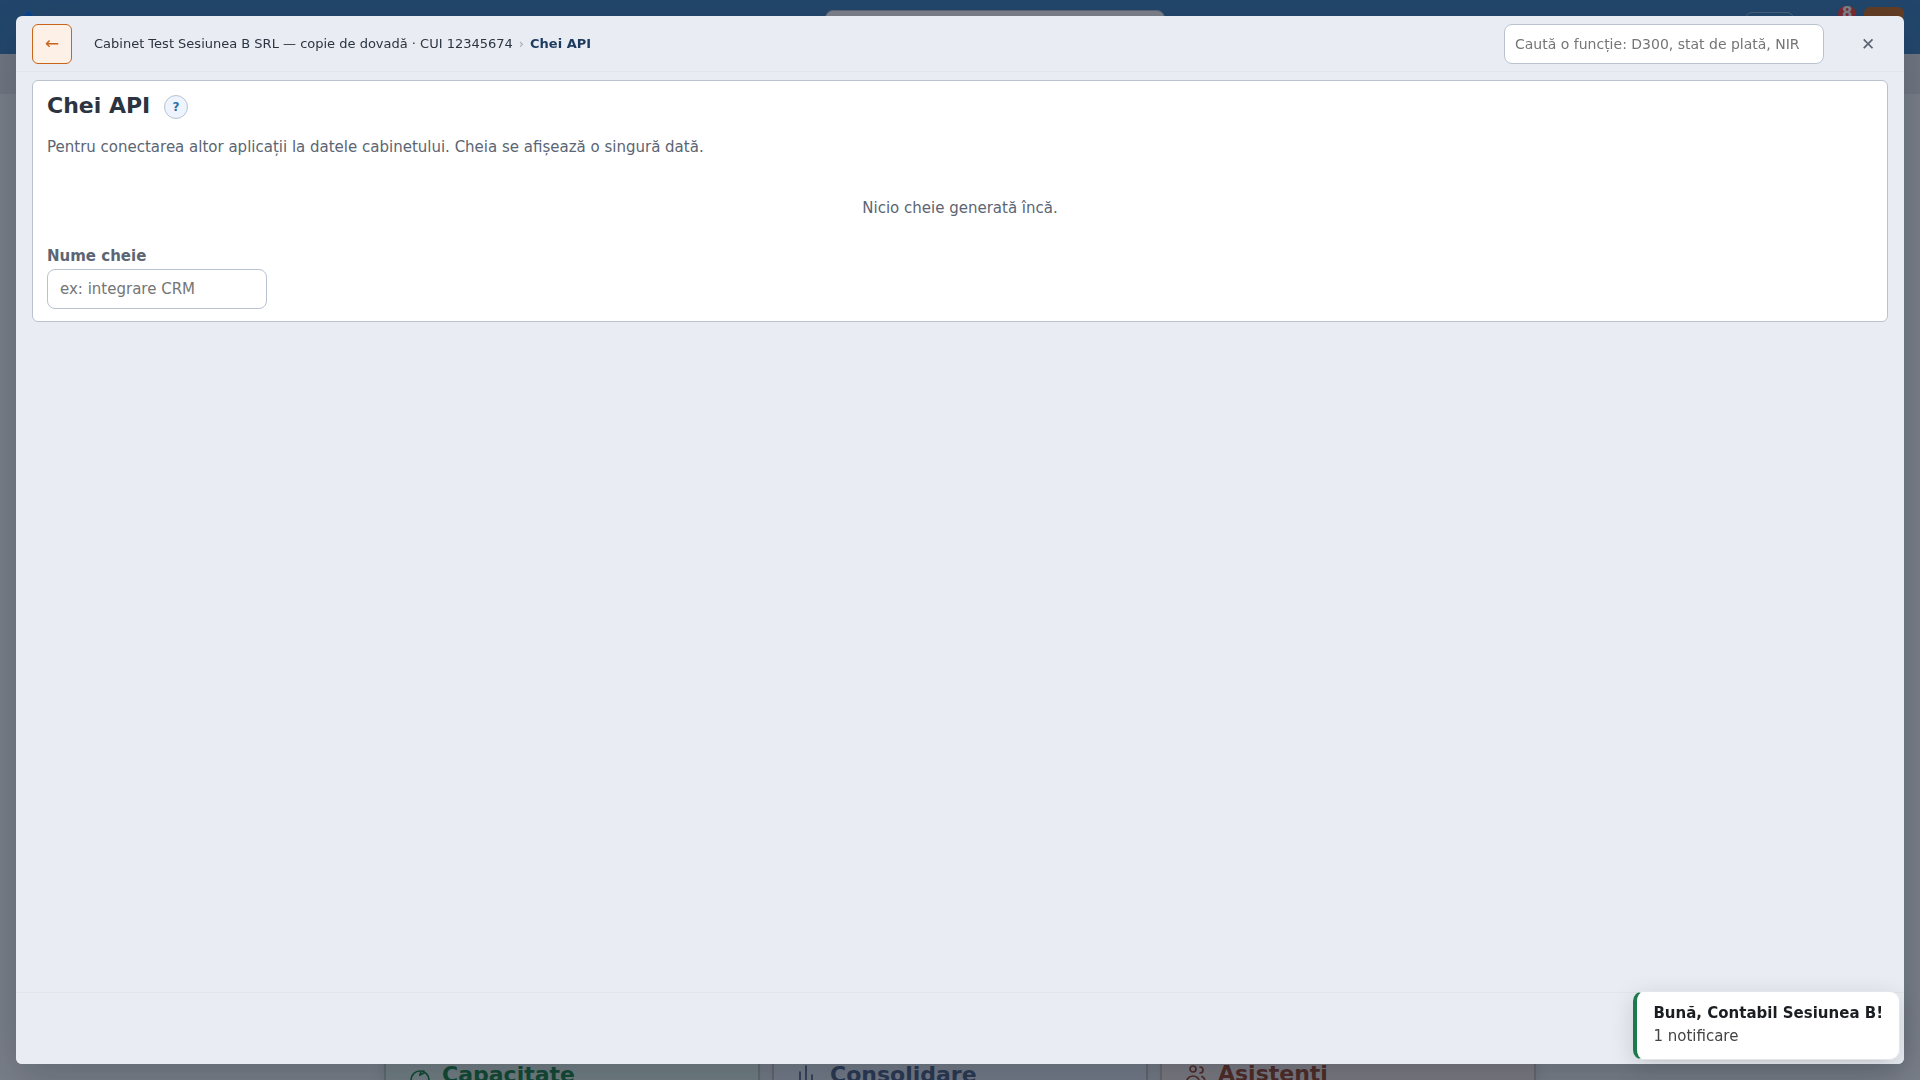 8
←
Cabinet Test Sesiunea B SRL — copie de dovadă · CUI 12345674 › Chei API
Caută o funcție: D300, stat de plată, NIR
✕
Chei API ?
Pentru conectarea altor aplicații la datele cabinetului. Cheia se afișează o singură dată.
Nicio cheie generată încă.
Nume cheie
ex: integrare CRM
Bună, Contabil Sesiunea B!
1 notificare
Capacitate
Consolidare
Asistenți